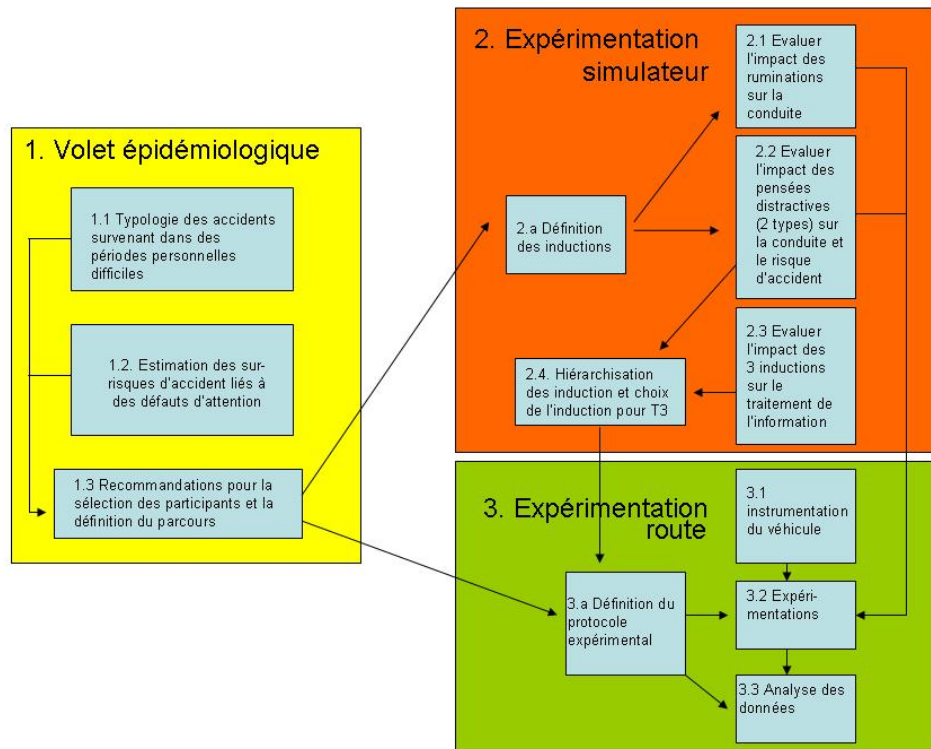 1. Volet épidémiologique
1.1 Typologie des accidents
survenant dans des
périodes personnelles
difficiles
1.2. Estimation des sur-
risques d'accident liés à
des défauts d'attention
1.3 Recommandations pour la
sélection des participants et la
définition du parcours
2. Expérimentation
simulateur
2.a Définition
des inductions
2.1 Evaluer
l'impact des
ruminations
sur la
conduite
2.2 Evaluer
l'impact des
pensées
distractives
(2 types) sur
la conduite et
le risque
d'accident
2.3 Evaluer
l'impact des
3 inductions
sur le
traitement de
l'information
2.4. Hiérarchisation
des induction et choix
de l'induction pour T3
3. Expérimentation
route
3.a Définition du
protocole
expérimental
3.1
instrumentation
du véhicule
3.2 Expéri-
mentations
3.3 Analyse des
données